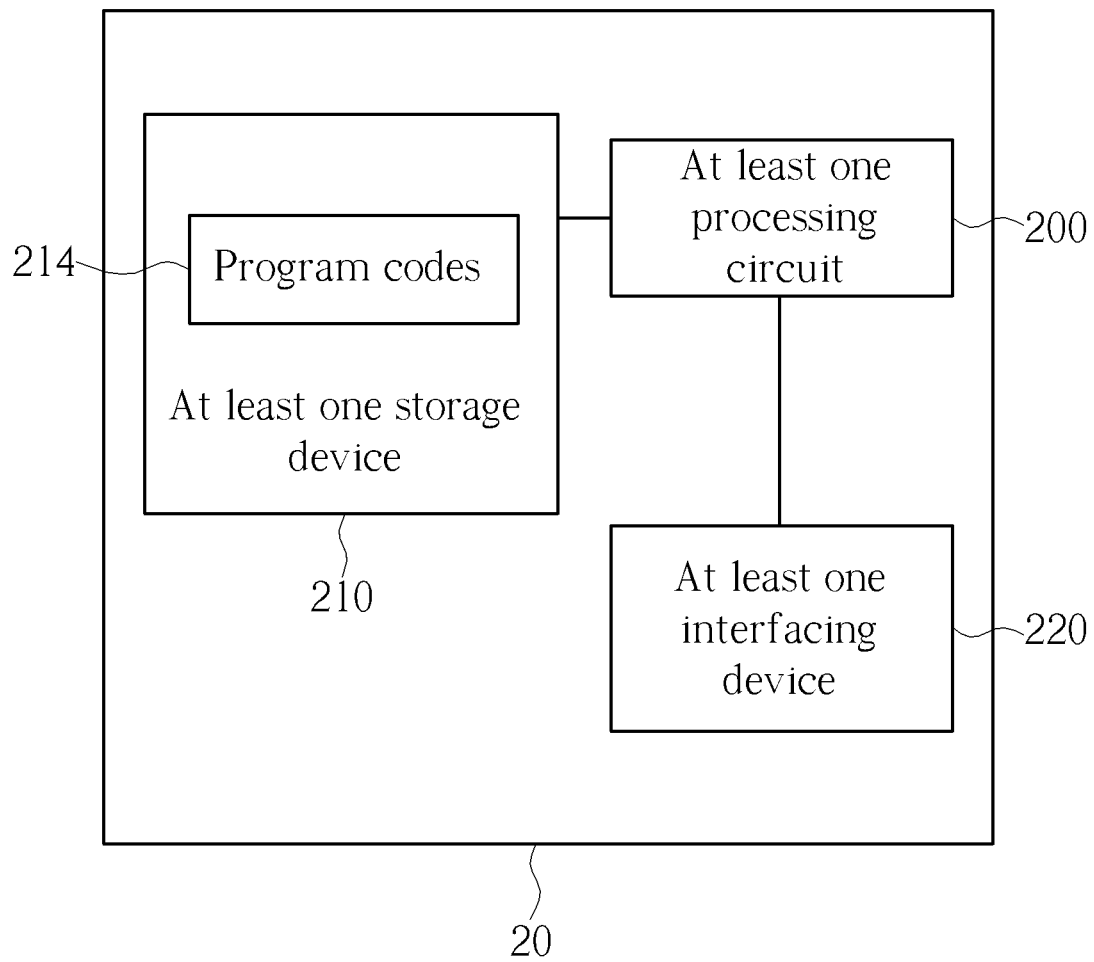 At least one
processing
circuit
200
214
Program codes
At least one storage
device
210
At least one
interfacing
device
220
20